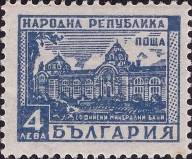 НАРОДНА РЕПУБЛИКА
ПОЩА
СОФИЙСКИ МИНЕРАЛНИ БАНИ
4
ЛЕВА
БЪЛГАРИЯ